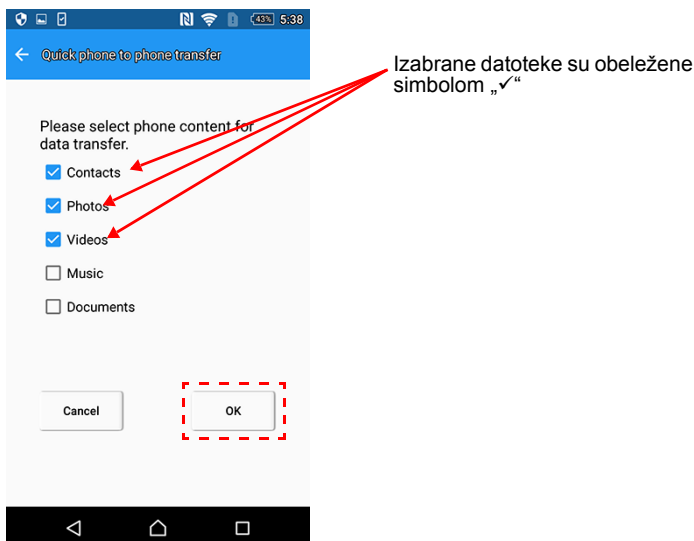 43% 5:38
Quick phone to phone transfer
Izabrane datoteke su obeležene
simbolom „✓“
Please select phone content for
data transfer.
Contacts
Photos
Videos
Music
Documents
Cancel
OK